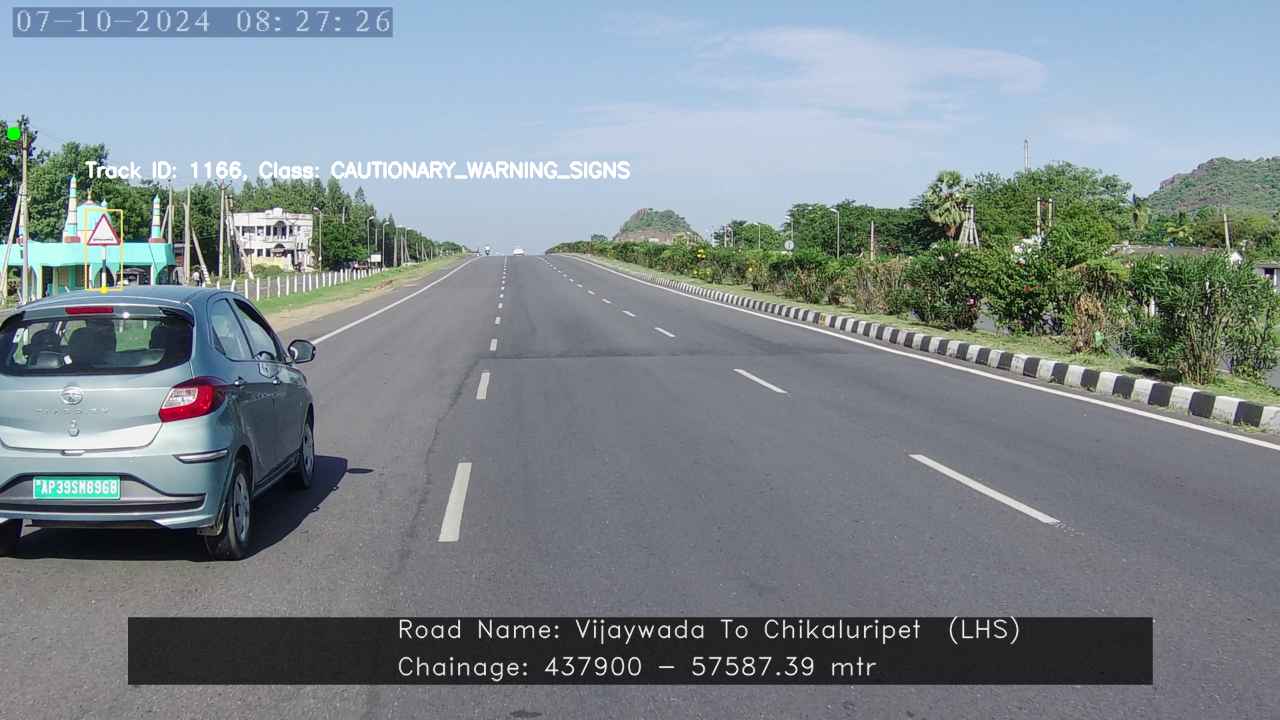 07-10-2024 08:27:26
Track ID: 1166, Class: CAUTIONARY_WARNING_SIGNS
AP39SM8968
Road Name: Vijaywada To Chikaluripet (LHS)
Chainage: 437900 - 57587.39 mtr